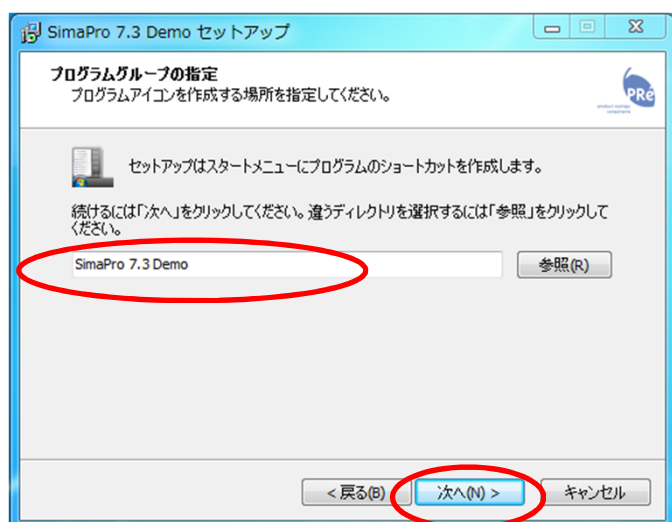 SimaPro 7.3 Demo セットアップ
プログラムグループの指定
プログラムアイコンを作成する場所を指定してください。
PRé
セットアップはスタートメニューにプログラムのショートカットを作成します。
続けるには「次へ」をクリックしてください。違うディレクトリを選択するには「参照」をクリックして
ください。
SimaPro 7.3 Demo
参照(R)
< 戻る(B)
次へ(N) >
キャンセル